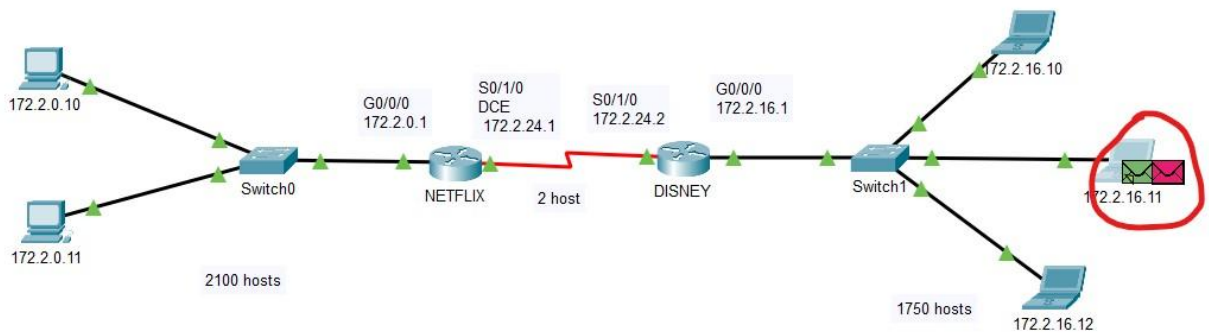 172.2.0.10
172.2.0.11
Switch0
2100 hosts
G0/0/0
172.2.0.1
NETFLIX
S0/1/0
DCE
172.2.24.1
2 host
S0/1/0
172.2.24.2
DISNEY
G0/0/0
172.2.16.1
Switch1
172.2.16.10
172.2.16.11
172.2.16.12
1750 hosts